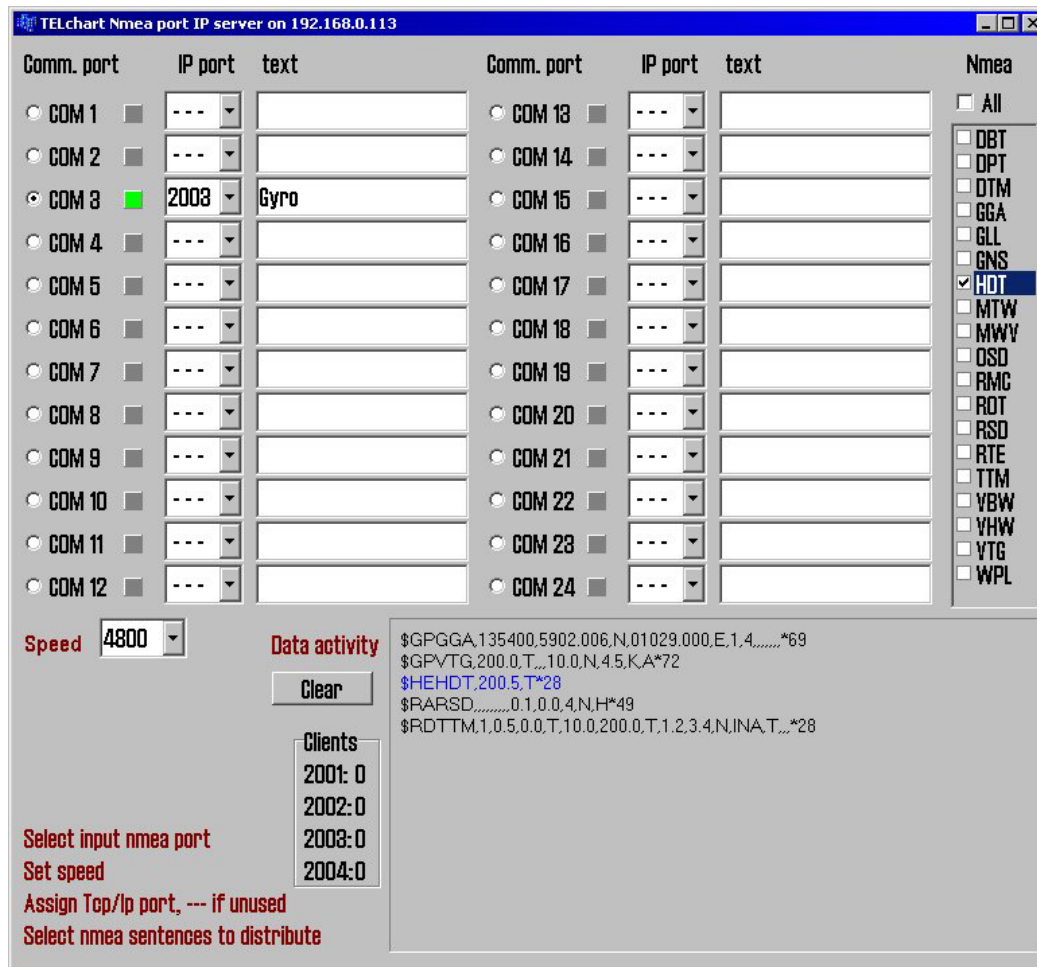 TELchart Nmea port IP server on 192.168.0.113
Comm. port IP port text Comm. port IP port text Nmea
COM 1 --- COM 13 --- All
COM 2 --- COM 14 ---
COM 3 2003 Gyro COM 15 ---
COM 4 --- COM 16 ---
COM 5 --- COM 17 ---
COM 6 --- COM 18 ---
COM 7 --- COM 19 ---
COM 8 --- COM 20 ---
COM 9 --- COM 21 ---
COM 10 --- COM 22 ---
COM 11 --- COM 23 ---
COM 12 --- COM 24 ---
DBT
DPT
DTM
GGA
GLL
GNS
HDT
MTW
MWV
OSD
RMC
ROT
RSD
RTE
TTM
VBW
VHW
VTG
WPL
Speed 4800
Data activity
Clear
Clients
2001: 0
2002:0
2003:0
2004:0
Select input nmea port
Set speed
Assign Tcp/Ip port, --- if unused
Select nmea sentences to distribute
$GPGGA,135400,5902.006,N,01029.000,E,1,4,,,,,,,*69
$GPVTG,200.0,T,,,10.0,N,4.5,K,A*72
$HEHDT,200.5,T*28
$RARSD,,,,,,,,,0.1,0.0,4,N,H*49
$RDTTM,1,0.5,0.0,T,10.0,200.0,T,1.2,3.4,N,INA,T,,,*28